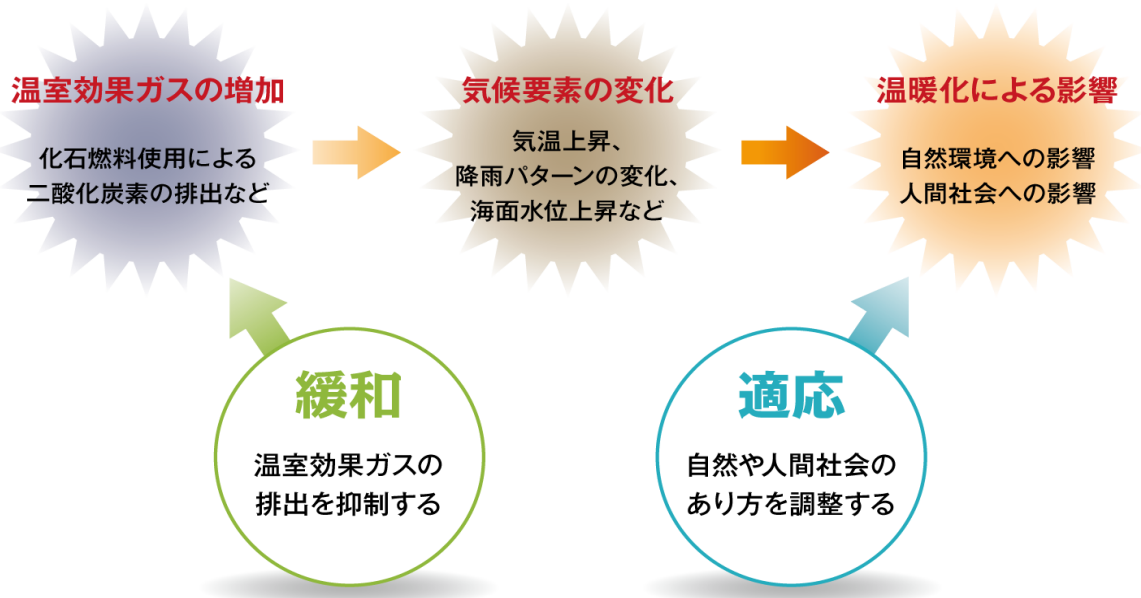 温室効果ガスの増加
化石燃料使用による
二酸化炭素の排出など
気候要素の変化
気温上昇、
降雨パターンの変化、
海面水位上昇など
温暖化による影響
自然環境への影響
人間社会への影響
緩和
温室効果ガスの
排出を抑制する
適応
自然や人間社会の
あり方を調整する